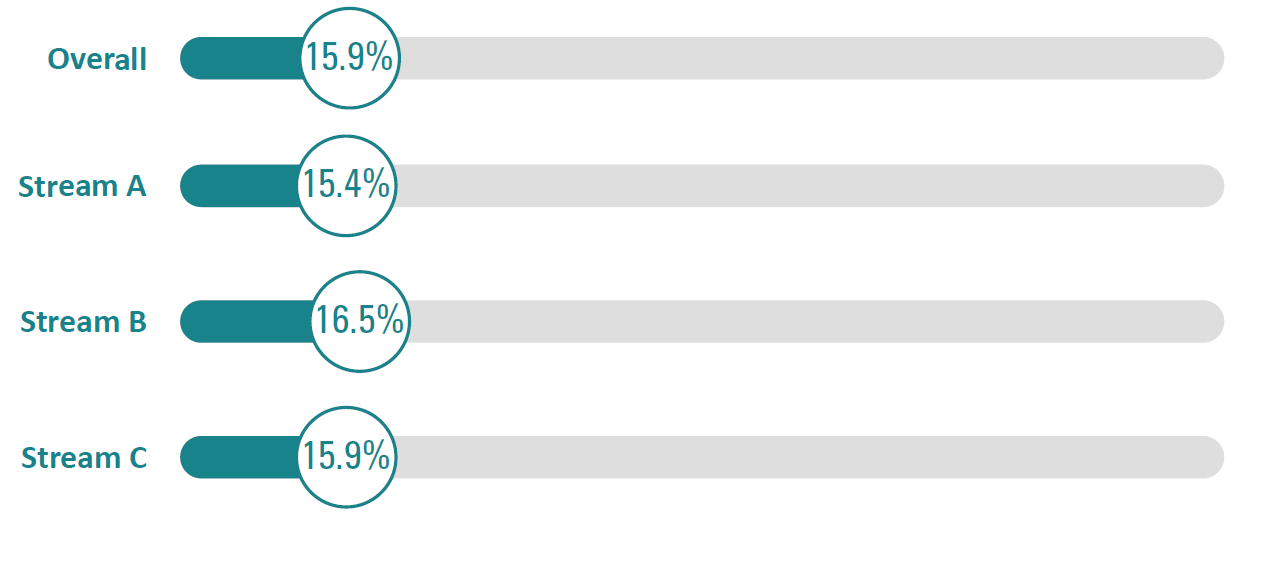 Overall 15.9%
Stream A 15.4%
Stream B 16.5%
Stream C 15.9%